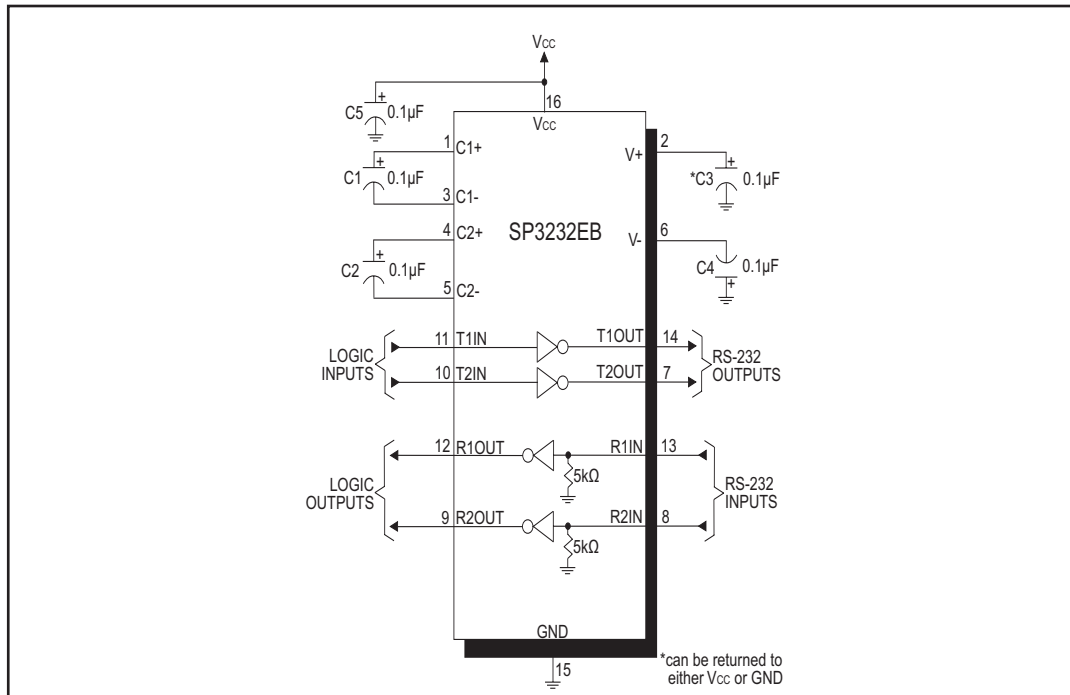 Vcc
C5
+
0.1µF
16
Vcc
1
C1+
C1
+
0.1µF
3
C1-
4
C2+
C2
+
0.1µF
5
C2-
SP3232EB
V+
2
*C3
+
0.1µF
V-
6
C4
0.1µF
+
LOGIC
INPUTS
11
T1IN
T1OUT
14
10
T2IN
T2OUT
7
RS-232
OUTPUTS
LOGIC
OUTPUTS
12
R1OUT
R1IN
13
5kΩ
9
R2OUT
R2IN
8
5kΩ
RS-232
INPUTS
GND
15
*can be returned to
either Vcc or GND